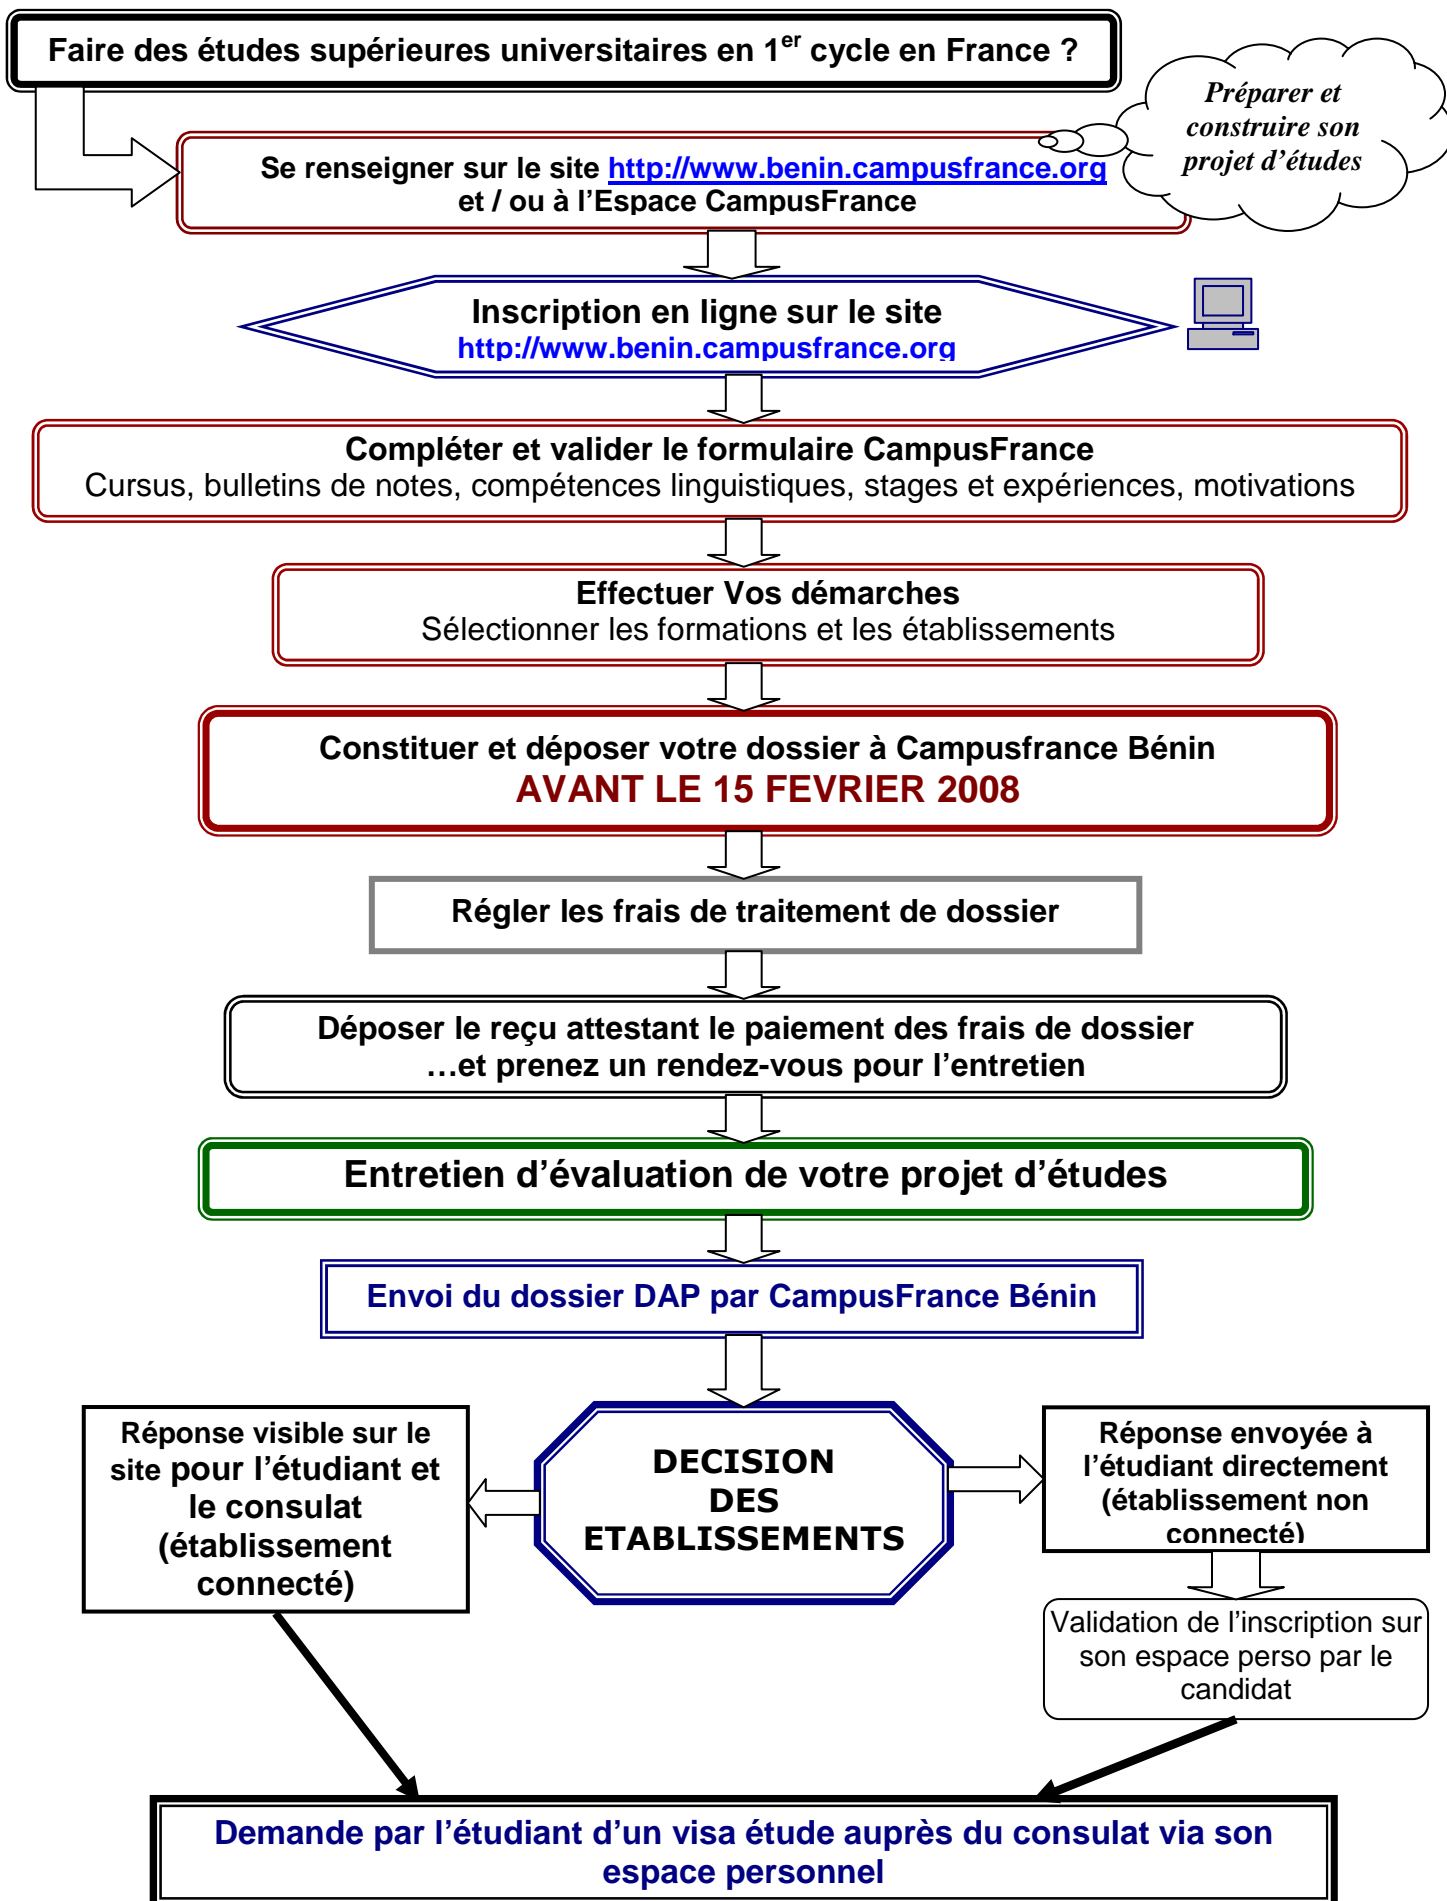 Faire des études supérieures universitaires en 1er cycle en France ?
Préparer et
construire son
projet d’études
Se renseigner sur le site http://www.benin.campusfrance.org
et / ou à l’Espace CampusFrance
Inscription en ligne sur le site
http://www.benin.campusfrance.org
Compléter et valider le formulaire CampusFrance
Cursus, bulletins de notes, compétences linguistiques, stages et expériences, motivations
Effectuer Vos démarches
Sélectionner les formations et les établissements
Constituer et déposer votre dossier à Campusfrance Bénin
AVANT LE 15 FEVRIER 2008
Régler les frais de traitement de dossier
Déposer le reçu attestant le paiement des frais de dossier
…et prenez un rendez-vous pour l’entretien
Entretien d’évaluation de votre projet d’études
Envoi du dossier DAP par CampusFrance Bénin
Réponse visible sur le
site pour l’étudiant et
le consulat
(établissement
connecté)
DECISION
DES
ETABLISSEMENTS
Réponse envoyée à
l’étudiant directement
(établissement non
connecté)
Validation de l’inscription sur
son espace perso par le
candidat
Demande par l’étudiant d’un visa étude auprès du consulat via son
espace personnel